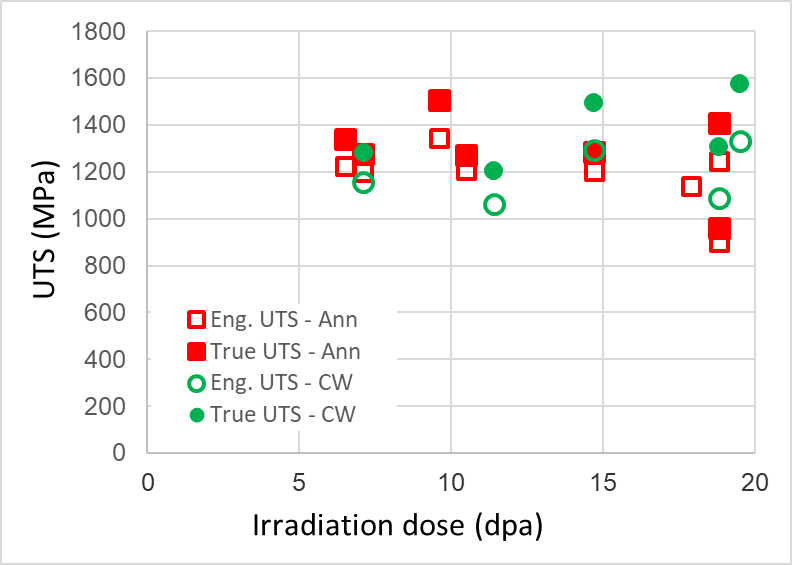 1800
1600
1400
1200
1000
800
600
400
200
0
UTS (MPa)
Eng. UTS - Ann
True UTS - Ann
Eng. UTS - CW
True UTS - CW
0 5 10 15 20
Irradiation dose (dpa)